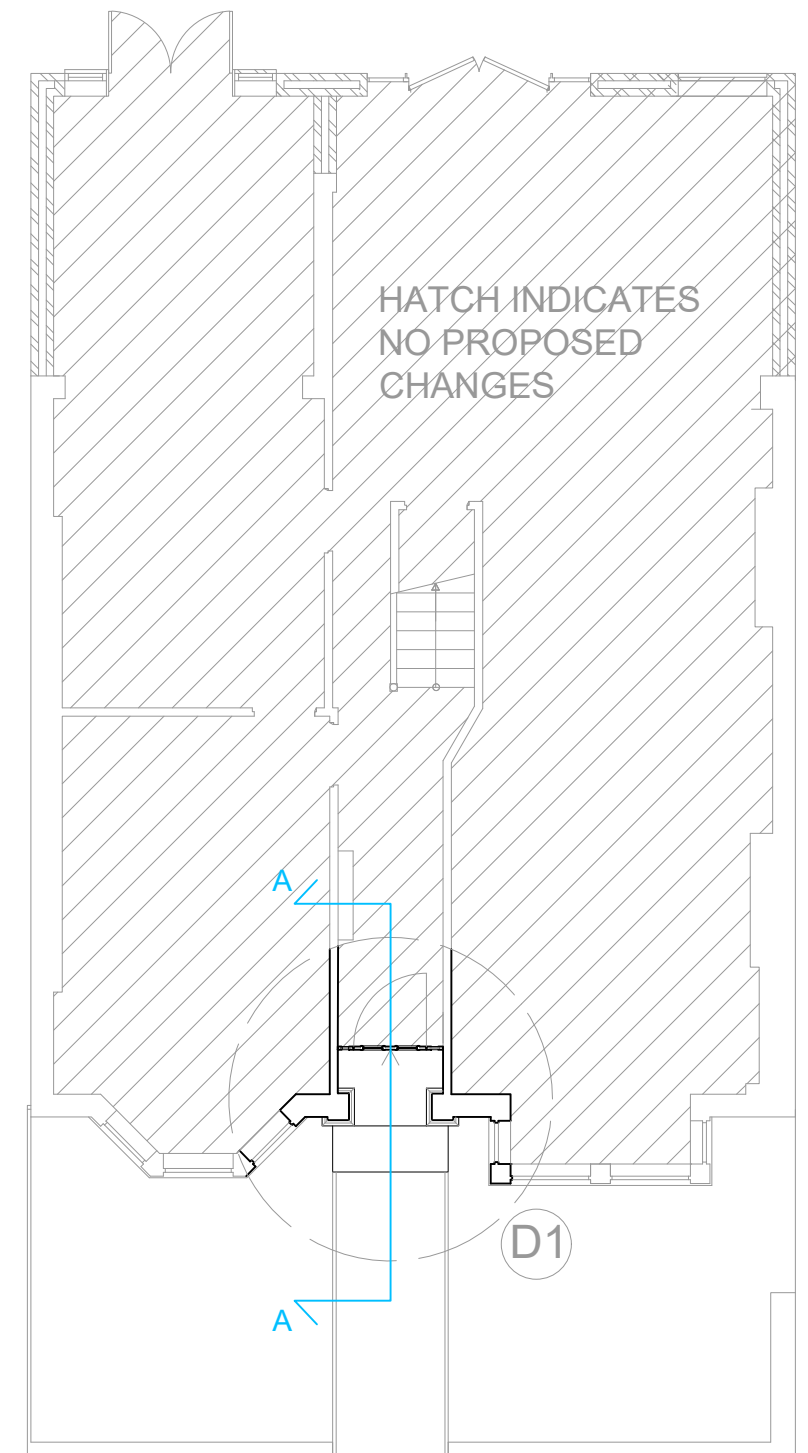 HATCH INDICATES
NO PROPOSED
CHANGES
A
D1
A